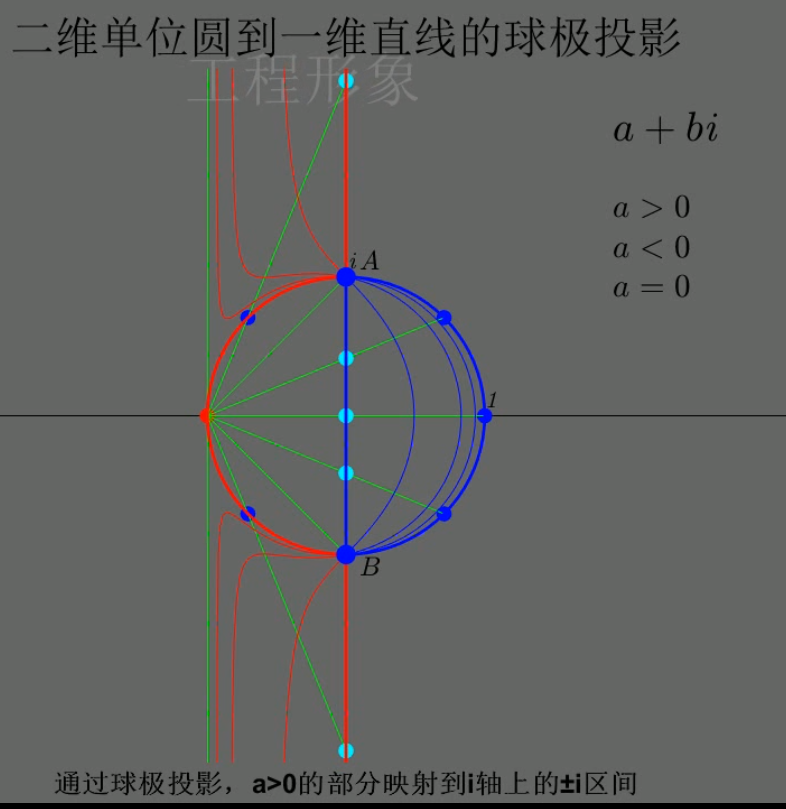 二维单位圆到一维直线的球极投影
工程形象
a + bi
a > 0
a < 0
a = 0
iA
1
B
通过球极投影，a>0的部分映射到i轴上的±i区间